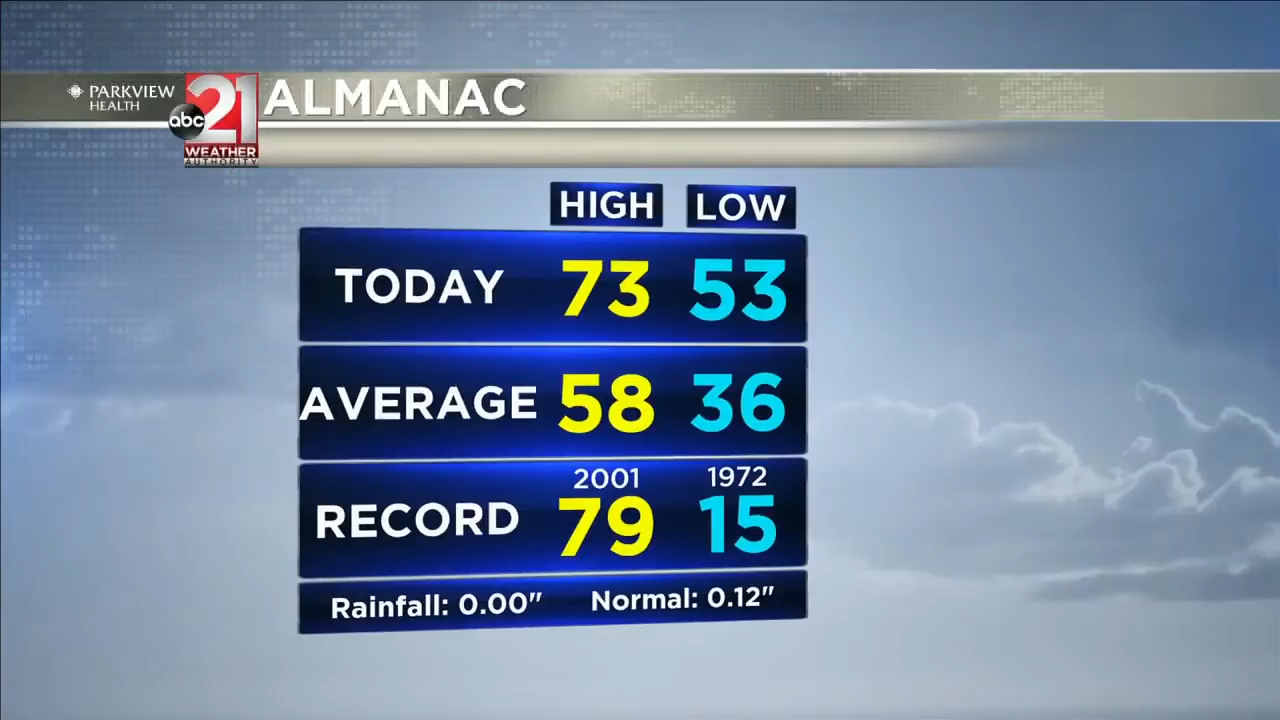 PARKVIEW
HEALTH
abc
21
WEATHER
AUTHORITY
ALMANAC
HIGH LOW
TODAY 73 53
AVERAGE 58 36
2001 1972
RECORD 79 15
Rainfall: 0.00" Normal: 0.12"